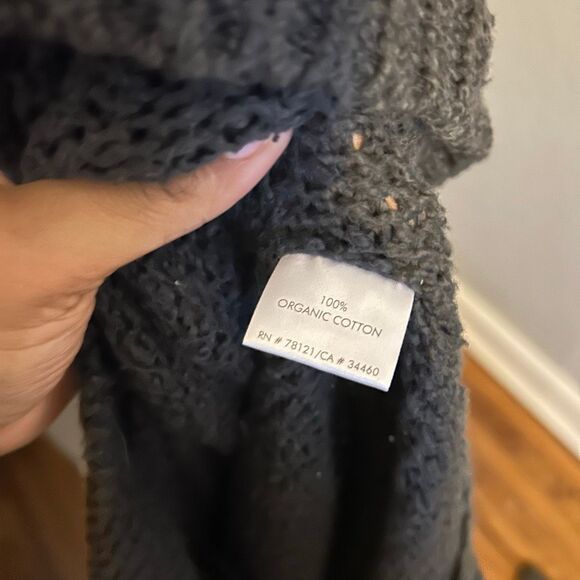 100%
ORGANIC COTTON
RN # 78121/CA # 34460